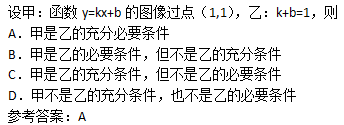 设甲：函数 y=kx+b 的图像过点（1,1），乙：k+b=1，则
A．甲是乙的充分必要条件
B．甲是乙的必要条件，但不是乙的充分条件
C．甲是乙的充分条件，但不是乙的必要条件
D．甲不是乙的充分条件，也不是乙的必要条件
参考答案：A